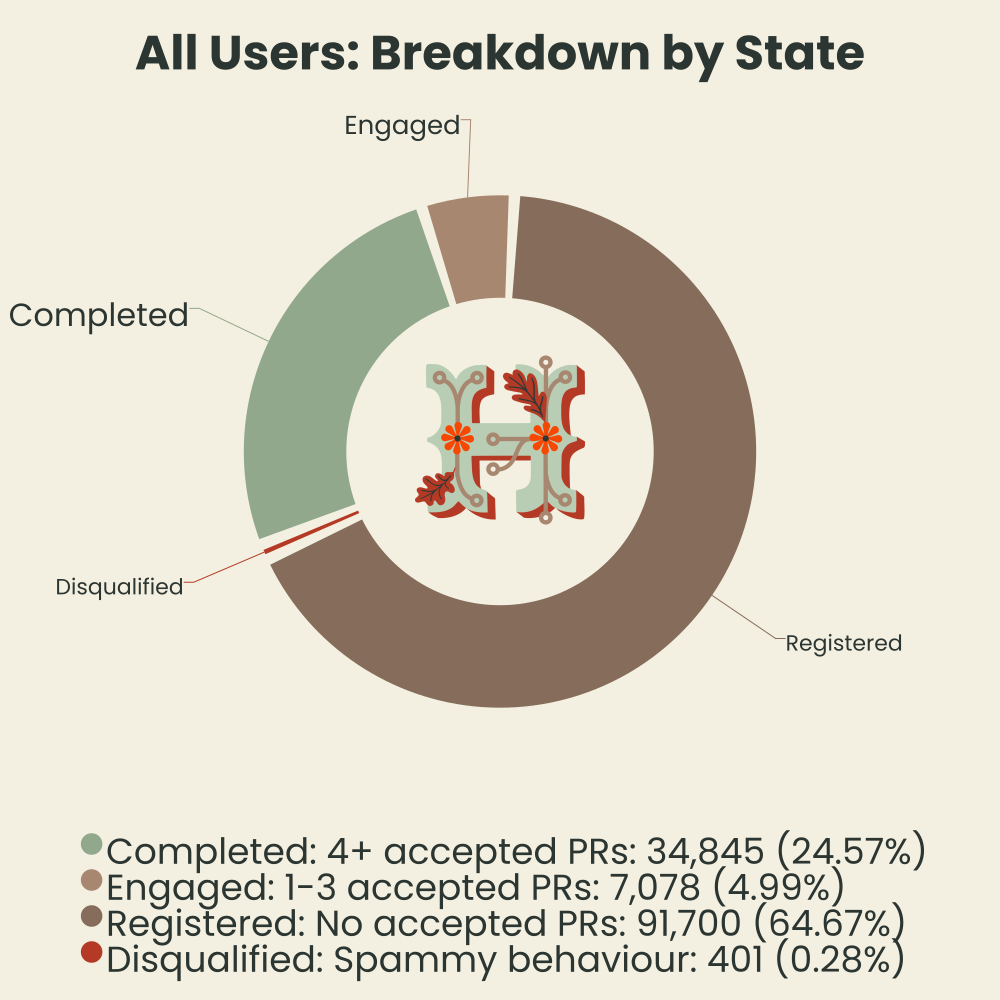 All Users: Breakdown by State
Engaged
Completed
Disqualified
Registered
H
Completed: 4+ accepted PRs: 34,845 (24.57%)
Engaged: 1-3 accepted PRs: 7,078 (4.99%)
Registered: No accepted PRs: 91,700 (64.67%)
Disqualified: Spammy behaviour: 401 (0.28%)